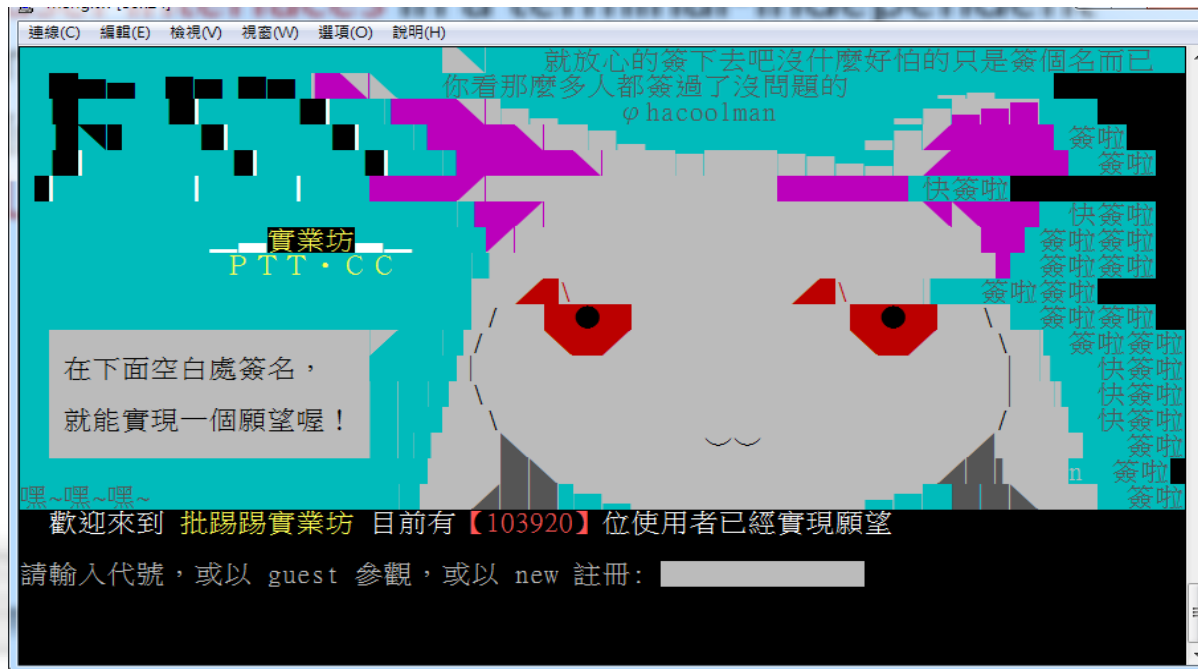 連線(C) 編輯(E) 檢視(V) 視窗(W) 選項(O) 說明(H)
就放心的簽下去吧沒什麼好怕的只是簽個名而已
你看那麼多人都簽過了沒問題的
φ hacoolman
簽啦
簽啦
快簽啦
快簽啦
簽啦簽啦
簽啦簽啦
簽啦簽啦
簽啦簽啦
簽啦簽啦
快簽啦
快簽啦
快簽啦
簽啦
n 簽啦
簽啦
實業坊
PTT・CC
在下面空白處簽名，
就能實現一個願望喔！
嘿~嘿~嘿~
歡迎來到 批踢踢實業坊 目前有【103920】位使用者已經實現願望
請輸入代號，或以 guest 參觀，或以 new 註冊: